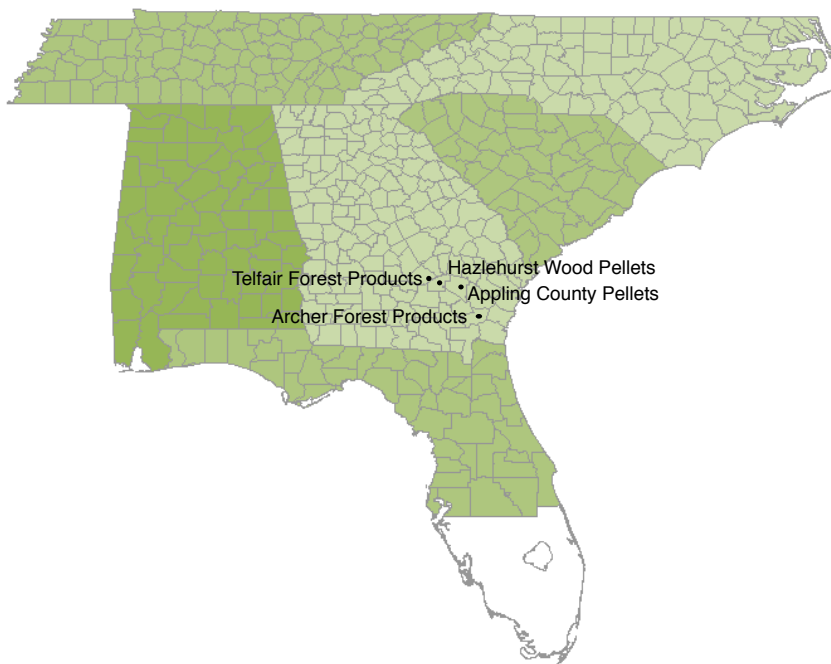 Hazlehurst Wood Pellets
Telfair Forest Products
Appling County Pellets
Archer Forest Products